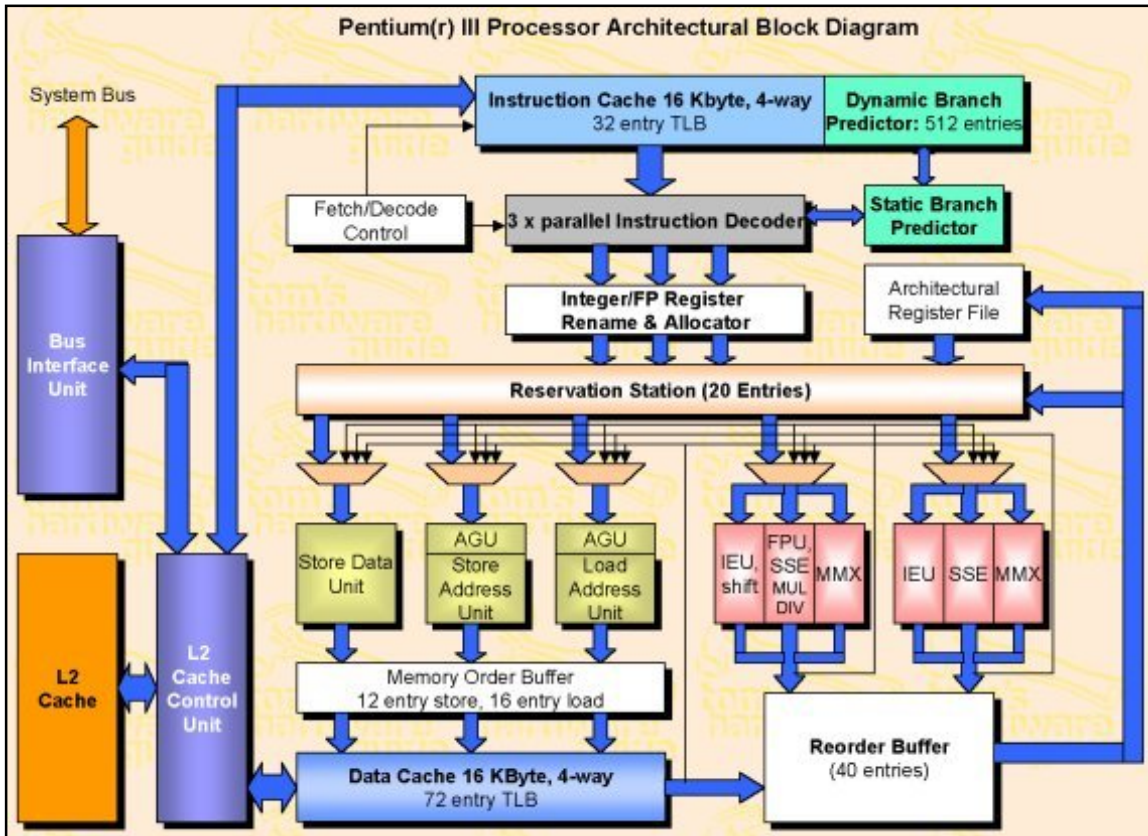 Pentium(r) III Processor Architectural Block Diagram
System Bus
Instruction Cache 16 Kbyte, 4-way
32 entry TLB
Dynamic Branch
Predictor: 512 entries
Fetch/Decode
Control
3 x parallel Instruction Decoder
Static Branch
Predictor
Bus
Interface
Unit
Integer/FP Register
Rename & Allocator
Architectural
Register File
Reservation Station (20 Entries)
Store Data
Unit
AGU
Store
Address
Unit
AGU
Load
Address
Unit
IEU,
shift
FPU,
SSE
MUL
DIV
MMX
IEU
SSE
MMX
L2
Cache
L2
Cache
Control
Unit
Memory Order Buffer
12 entry store, 16 entry load
Data Cache 16 KByte, 4-way
72 entry TLB
Reorder Buffer
(40 entries)
tom's
hardware
guide